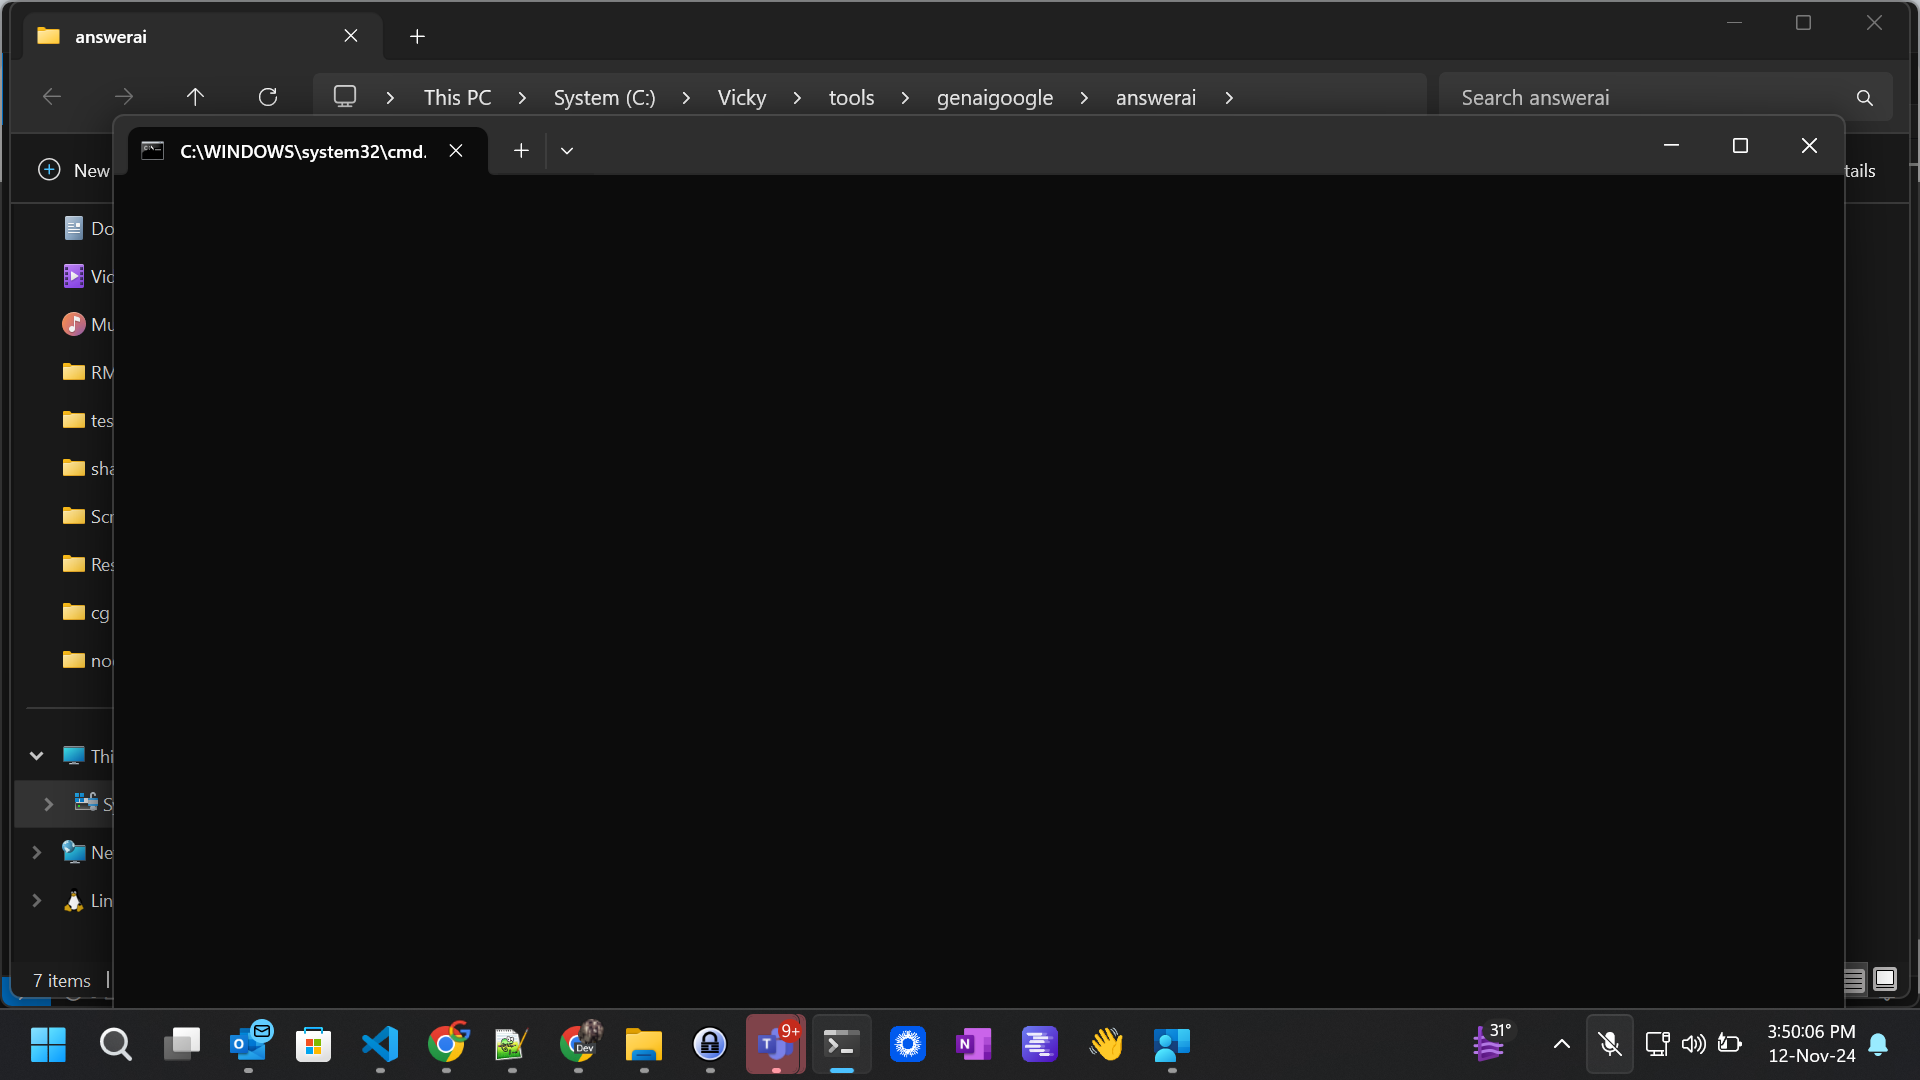 answerai
This PC System (C:) Vicky tools genaigoogle answerai
Search answerai
C:\WINDOWS\system32\cmd.
New
tails
Do
Vic
Mu
RM
tes
sha
Scr
Res
cg
no
Thi
Sy
Ne
Lin
7 items
Dev
9+
31°
3:50:06 PM
12-Nov-24